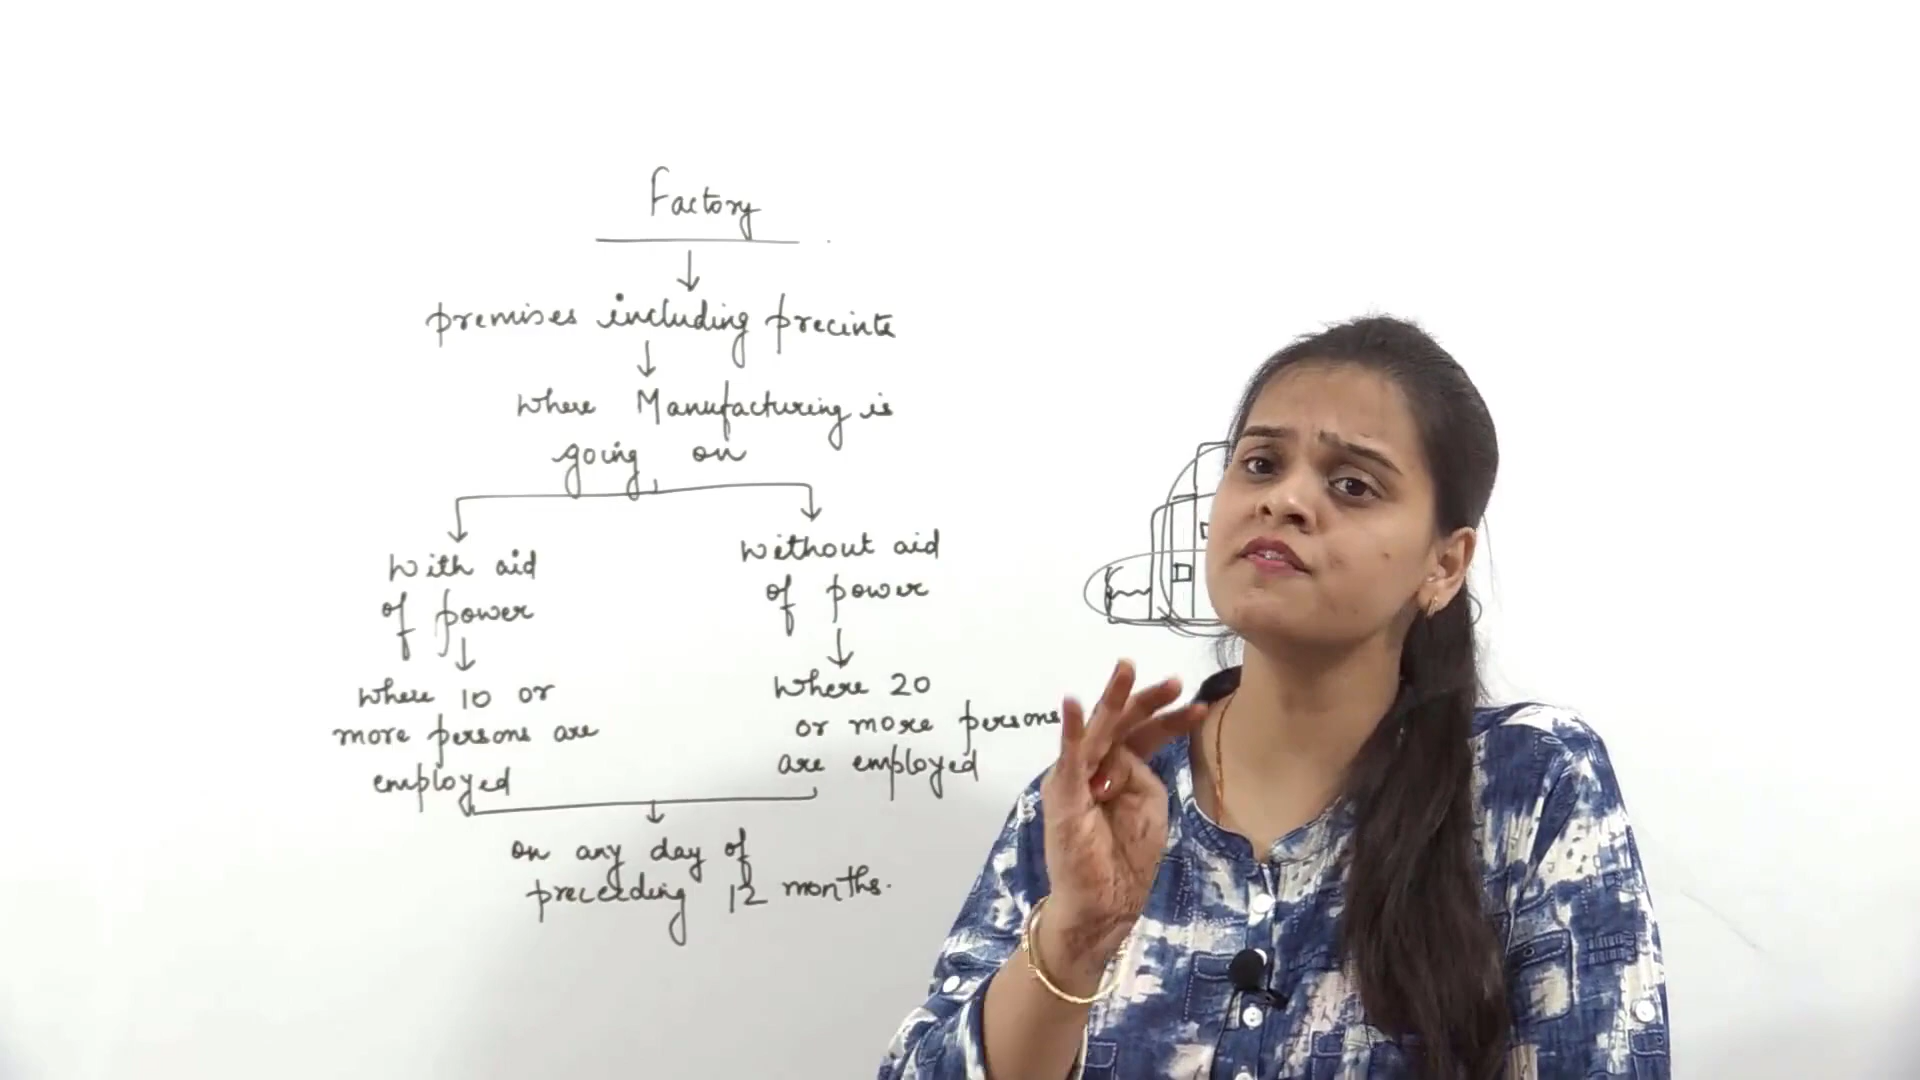 Factory
premises including precints
where Manufacturing is
going on
with aid
of power
where 10 or
more persons are
employed
without aid
of power
where 20
or more persons
are employed
on any day of
preceeding 12 months.